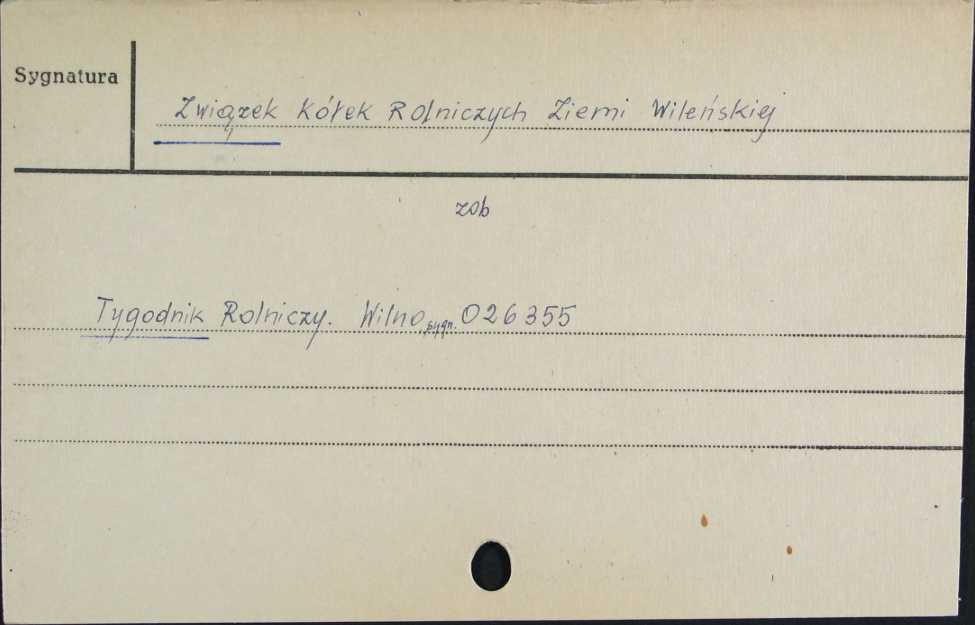 Sygnatura
Związek Kółek Rolniczych Ziemi Wileńskiej
zob
Tygodnik Rolniczy. Wilno, sygn. 026355